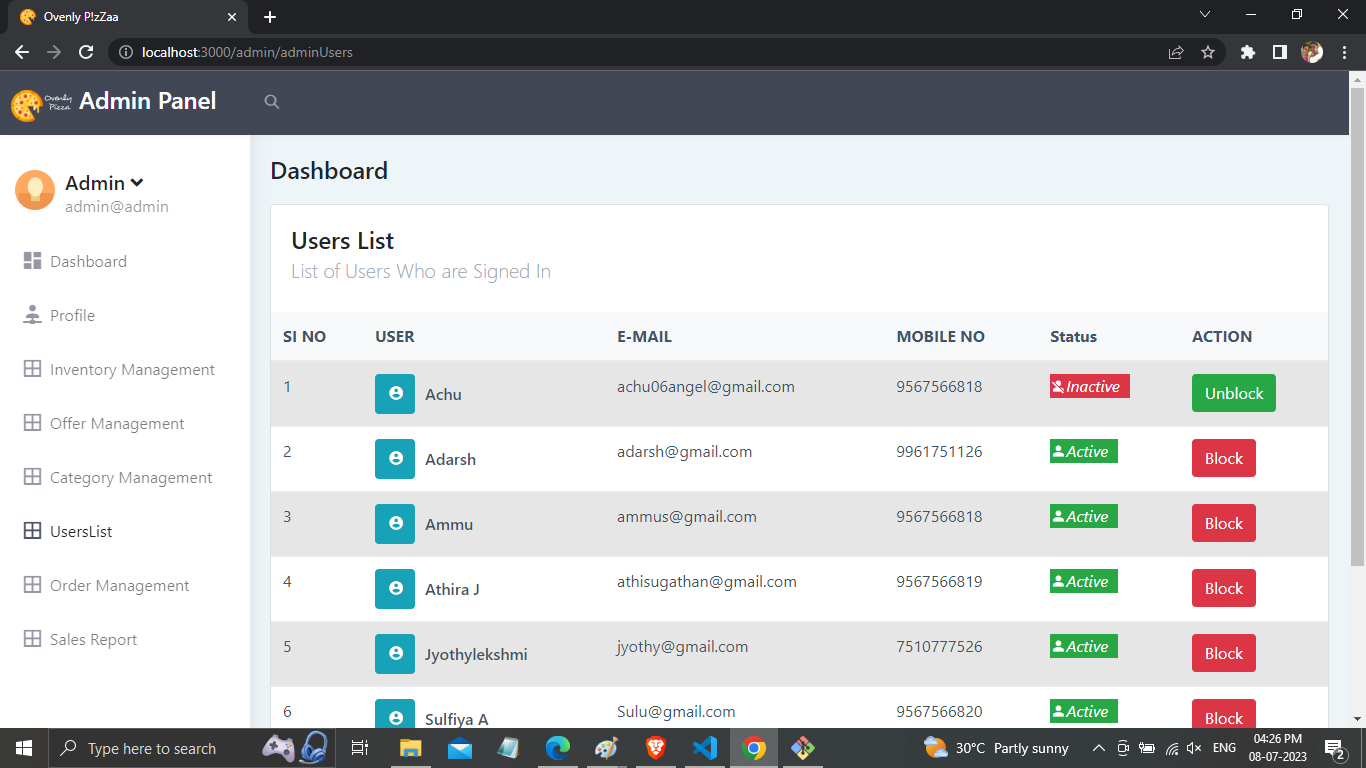 Ovenly P!zZaa
localhost:3000/admin/adminUsers
Ovenly Pizza Admin Panel
Admin
admin@admin
Dashboard
Profile
Inventory Management
Offer Management
Category Management
UsersList
Order Management
Sales Report
Dashboard
Users List
List of Users Who are Signed In
SI NO USER E-MAIL MOBILE NO Status ACTION
1 Achu achu06angel@gmail.com 9567566818 Inactive Unblock
2 Adarsh adarsh@gmail.com 9961751126 Active Block
3 Ammu ammus@gmail.com 9567566818 Active Block
4 Athira J athisugathan@gmail.com 9567566819 Active Block
5 Jyothylekshmi jyothy@gmail.com 7510777526 Active Block
6 Sulfiya A Sulu@gmail.com 9567566820 Active Block
Type here to search
30°C Partly sunny
ENG
04:26 PM
08-07-2023
2